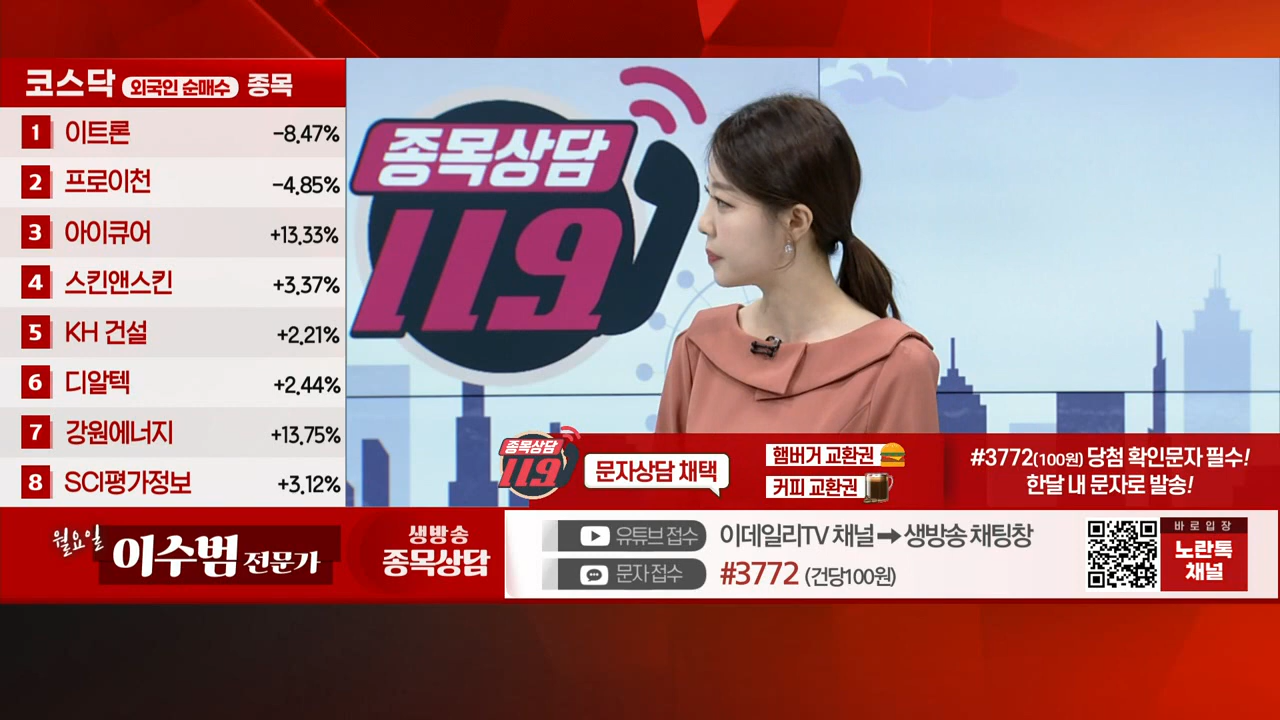 코스닥 외국인 순매수 종목
1 이트론 -8.47%
2 프로이천 -4.85%
3 아이큐어 +13.33%
4 스킨앤스킨 +3.37%
5 KH 건설 +2.21%
6 디알텍 +2.44%
7 강원에너지 +13.75%
8 SCI평가정보 +3.12%
종목상담
119
종목상담
119
문자상담 채택
햄버거 교환권
커피 교환권
#3772(100원) 당첨 확인문자 필수!
한달 내 문자로 발송!
월요일 이수범 전문가
생방송
종목상담
유튜브 접수 이데일리TV 채널➡생방송 채팅창
문자 접수 #3772 (건당100원)
바로입장
노란톡
채널